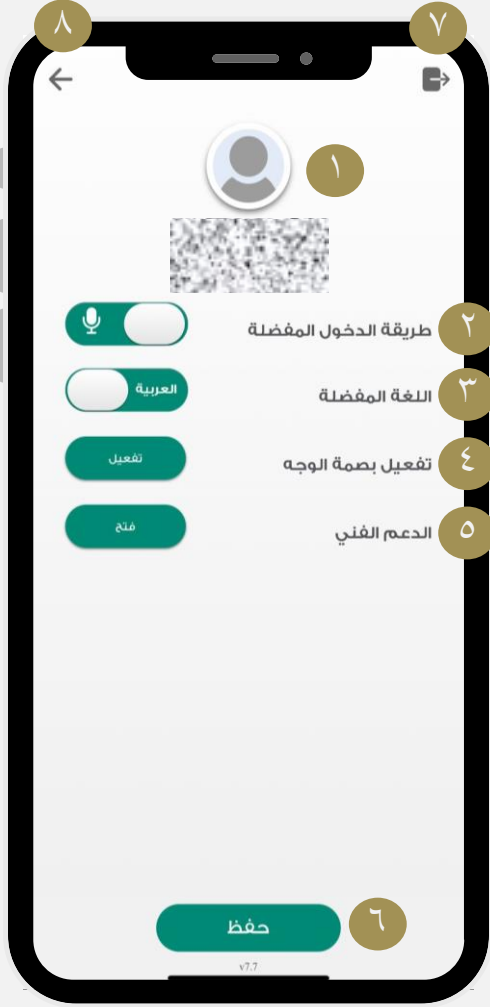 ٧ ٨
١
٢ طريقة الدخول المفضلة
٣ اللغة المفضلة العربية
٤ تفعيل بصمة الوجه تفعيل
٥ الدعم الفني فتح
٦ حفظ
v7.7